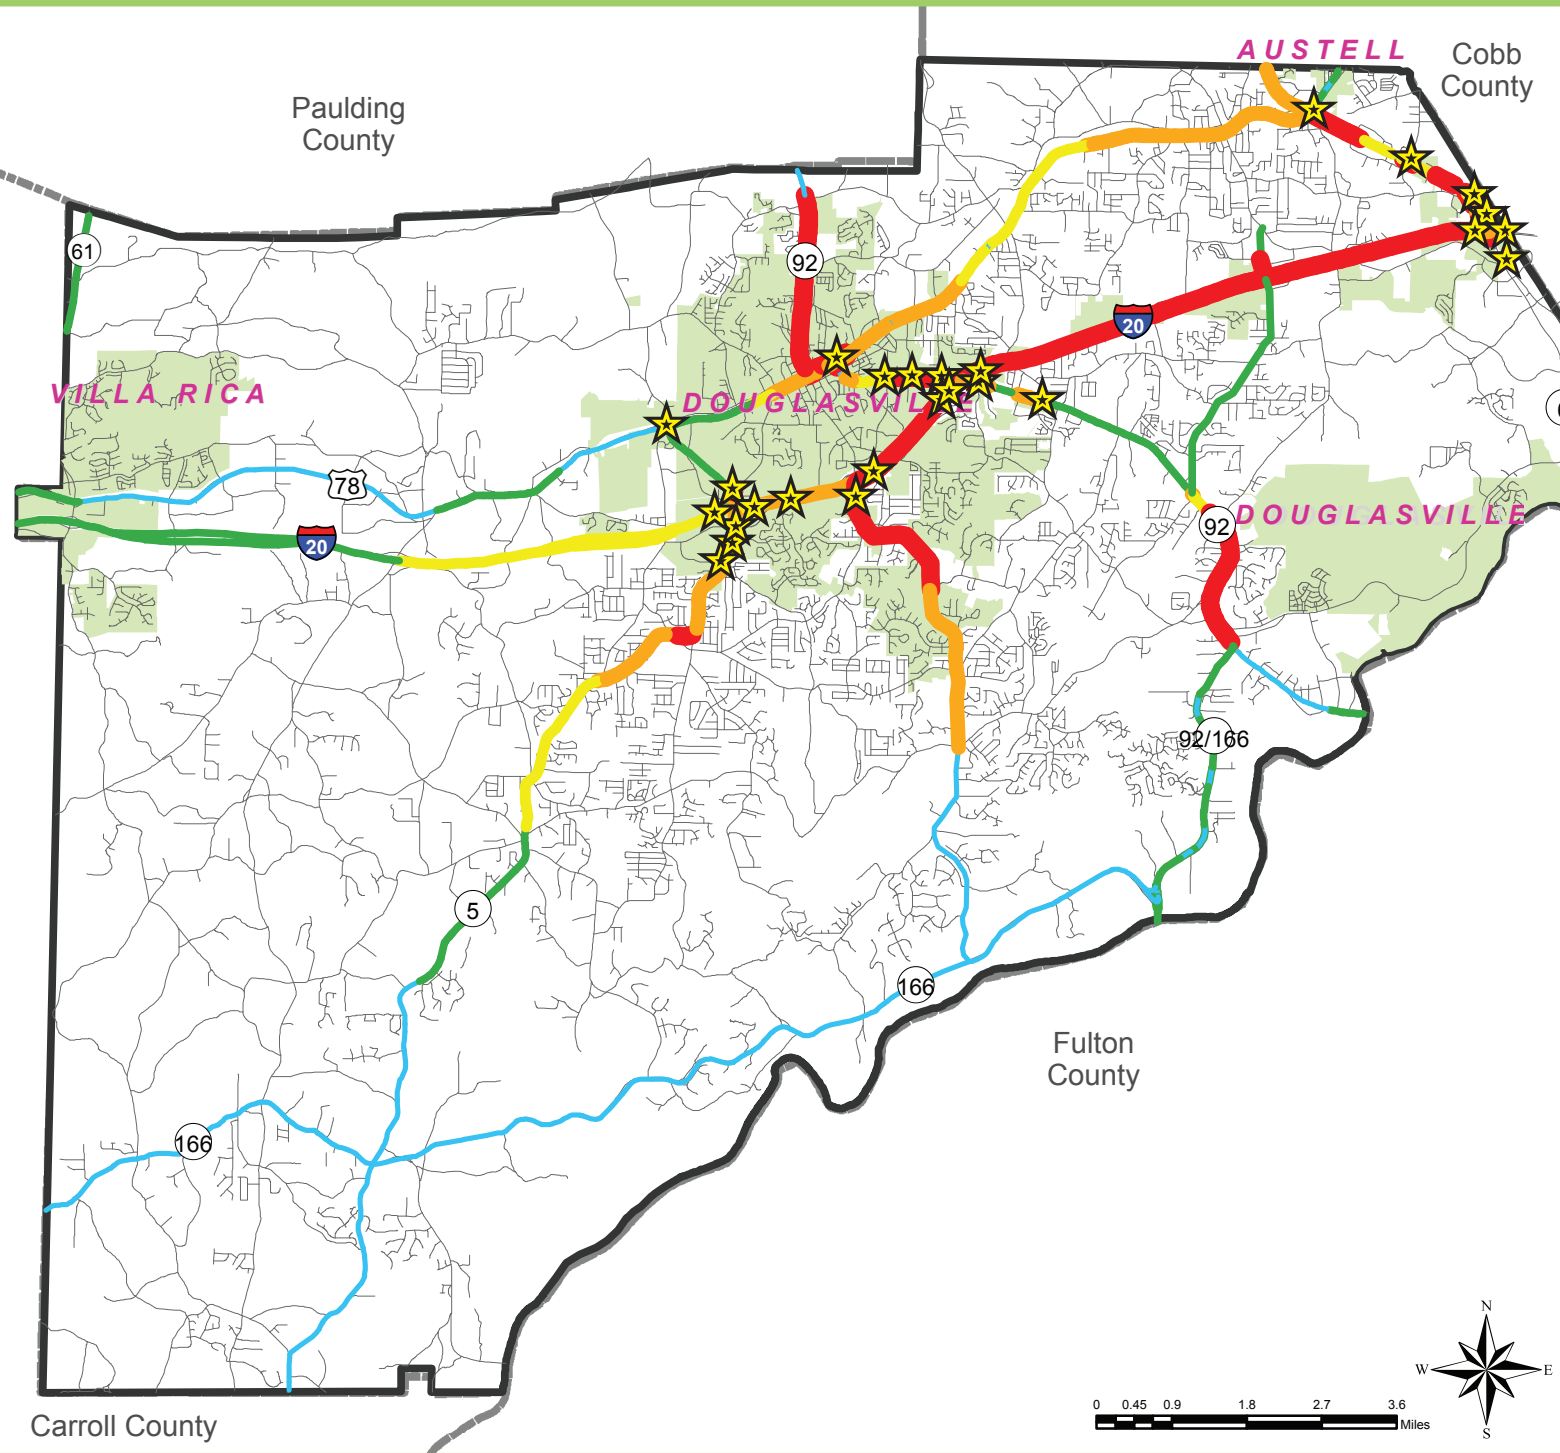 AUSTELL
Cobb
County
Paulding
County
61
92
20
VILLA RICA
DOUGLASVILLE
78
DOUGLASVILLE
92
20
92/166
5
166
Fulton
County
166
N
W
E
S
0 0.45 0.9 1.8 2.7 3.6
Miles
Carroll County